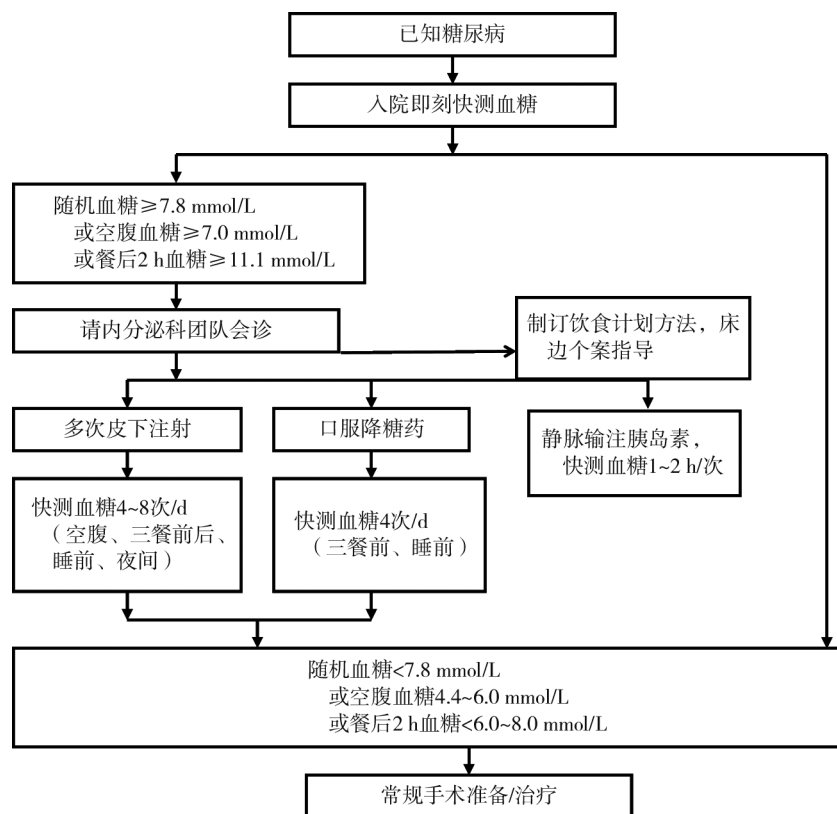 已知糖尿病
入院即刻快测血糖
随机血糖≥7.8 mmol/L
或空腹血糖≥7.0 mmol/L
或餐后2 h血糖≥11.1 mmol/L
请内分泌科团队会诊
制订饮食计划方法，床
边个案指导
多次皮下注射
口服降糖药
静脉输注胰岛素，
快测血糖1~2 h/次
快测血糖4~8次/d
（空腹、三餐前后、
睡前、夜间）
快测血糖4次/d
（三餐前、睡前）
随机血糖<7.8 mmol/L
或空腹血糖4.4~6.0 mmol/L
或餐后2 h血糖<6.0~8.0 mmol/L
常规手术准备/治疗